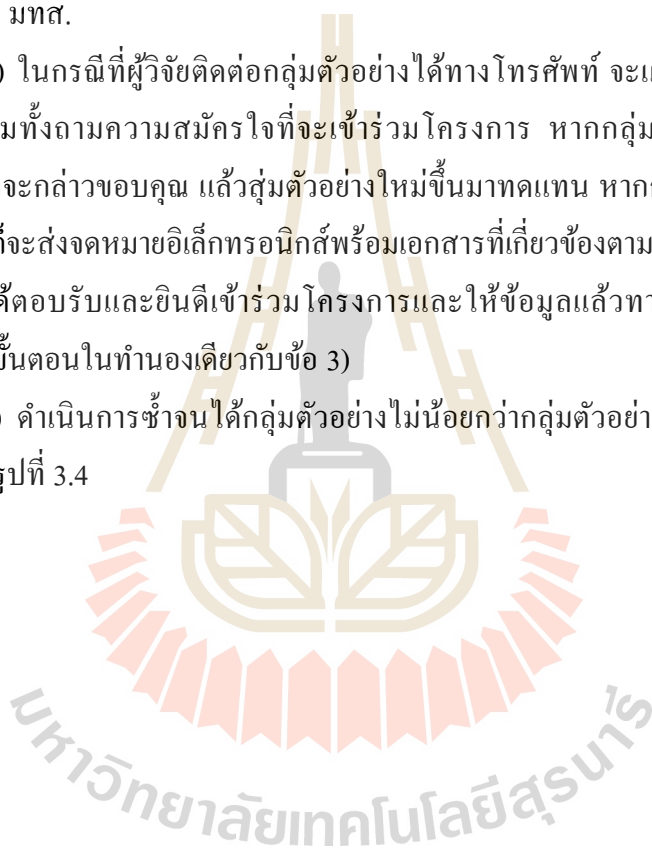 มทส.
) ในกรณีที่ผู้วิจัยติดต่อกลุ่มตัวอย่างได้ทางโทรศัพท์ จะแ
มทั้งถามความสมัครใจที่จะเข้าร่วมโครงการ หากกลุ่ม
จะกล่าวขอบคุณ แล้วสุ่มตัวอย่างใหม่ขึ้นมาทดแทน หาก
จะส่งจดหมายอิเล็กทรอนิกส์พร้อมเอกสารที่เกี่ยวข้องตาม
ด้ตอบรับและยินดีเข้าร่วมโครงการและให้ข้อมูลแล้วทา
ขั้นตอนในทำนองเดียวกับข้อ 3)
) ดำเนินการซ้ำจนได้กลุ่มตัวอย่างไม่น้อยกว่ากลุ่มตัวอย่า
รูปที่ 3.4
มหาวิทยาลัยเทคโนโลยีสุรนารี